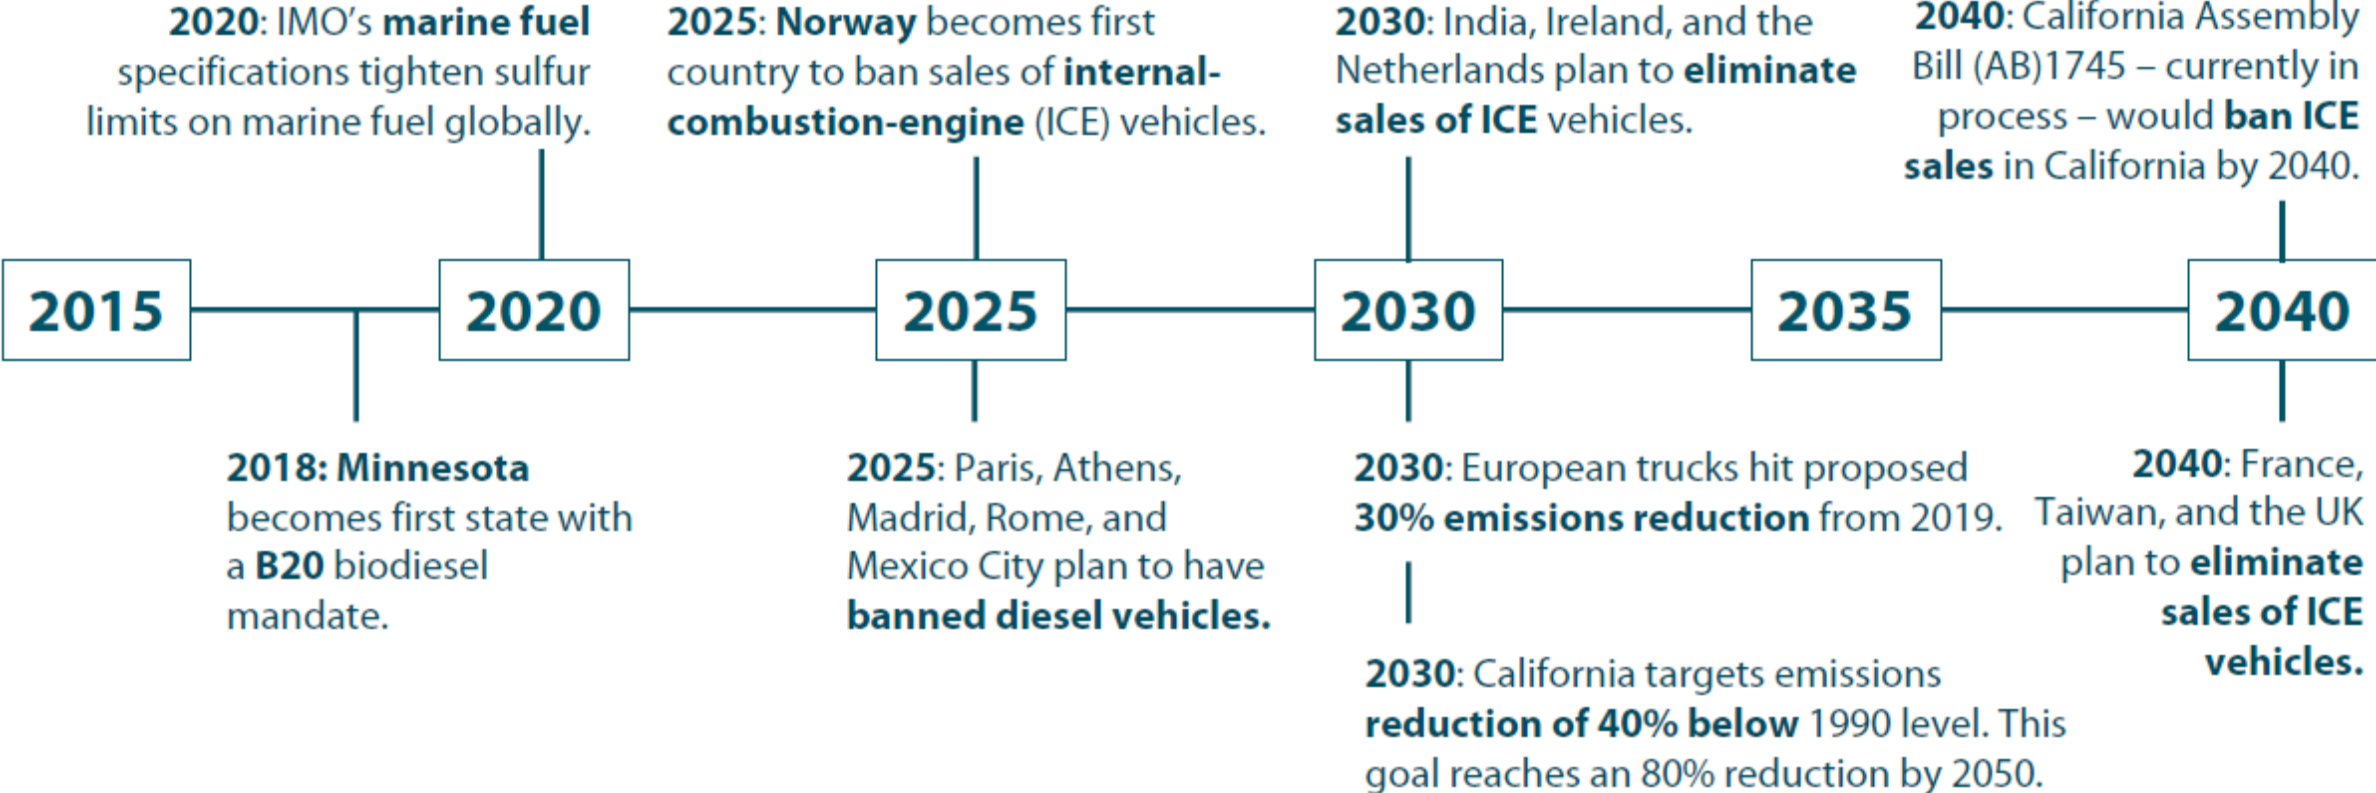 2020: IMO's marine fuel
specifications tighten sulfur
limits on marine fuel globally.
2025: Norway becomes first
country to ban sales of internal-
combustion-engine (ICE) vehicles.
2030: India, Ireland, and the
Netherlands plan to eliminate
sales of ICE vehicles.
2040: California Assembly
Bill (AB)1745 – currently in
process – would ban ICE
sales in California by 2040.
2015
2020
2025
2030
2035
2040
2018: Minnesota
becomes first state with
a B20 biodiesel
mandate.
2025: Paris, Athens,
Madrid, Rome, and
Mexico City plan to have
banned diesel vehicles.
2030: European trucks hit proposed
30% emissions reduction from 2019.
2030: California targets emissions
reduction of 40% below 1990 level. This
goal reaches an 80% reduction by 2050.
2040: France,
Taiwan, and the UK
plan to eliminate
sales of ICE
vehicles.